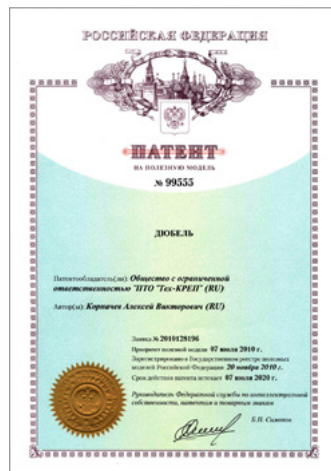 РОССИЙСКАЯ ФЕДЕРАЦИЯ
ПАТЕНТ
НА ПОЛЕЗНУЮ МОДЕЛЬ
№ 99555
ДЮБЕЛЬ
Патентообладатель(ли): Общество с ограниченной
ответственностью "ПТО "Тех-КРЕП" (RU)
Автор(ы): Корначев Алексей Викторович (RU)
Заявка № 2010128196
Приоритет полезной модели 07 июля 2010 г.
Зарегистрировано в Государственном реестре полезных
моделей Российской Федерации 20 ноября 2010 г.
Срок действия патента истекает 07 июля 2020 г.
Руководитель Федеральной службы по интеллектуальной
собственности, патентам и товарным знакам
Б.П. Симонов